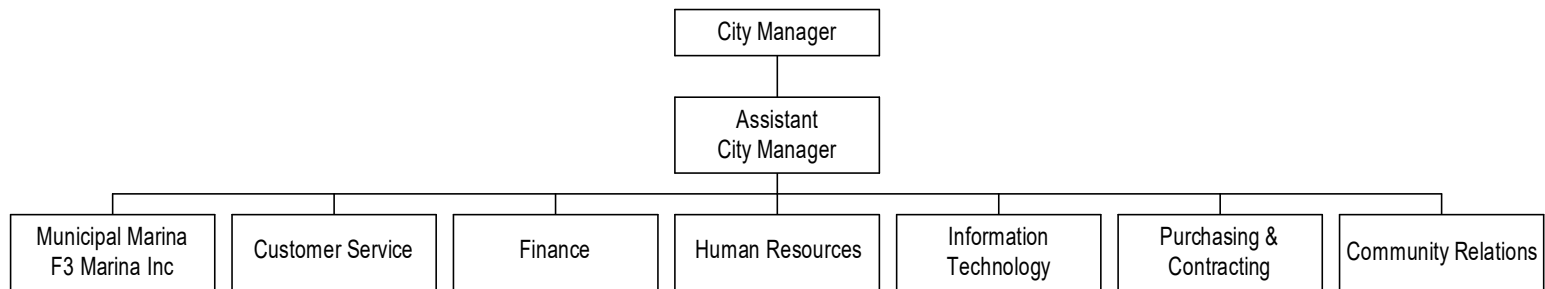 City Manager
Assistant
City Manager
Municipal Marina
F3 Marina Inc
Customer Service
Finance
Human Resources
Information
Technology
Purchasing &
Contracting
Community Relations